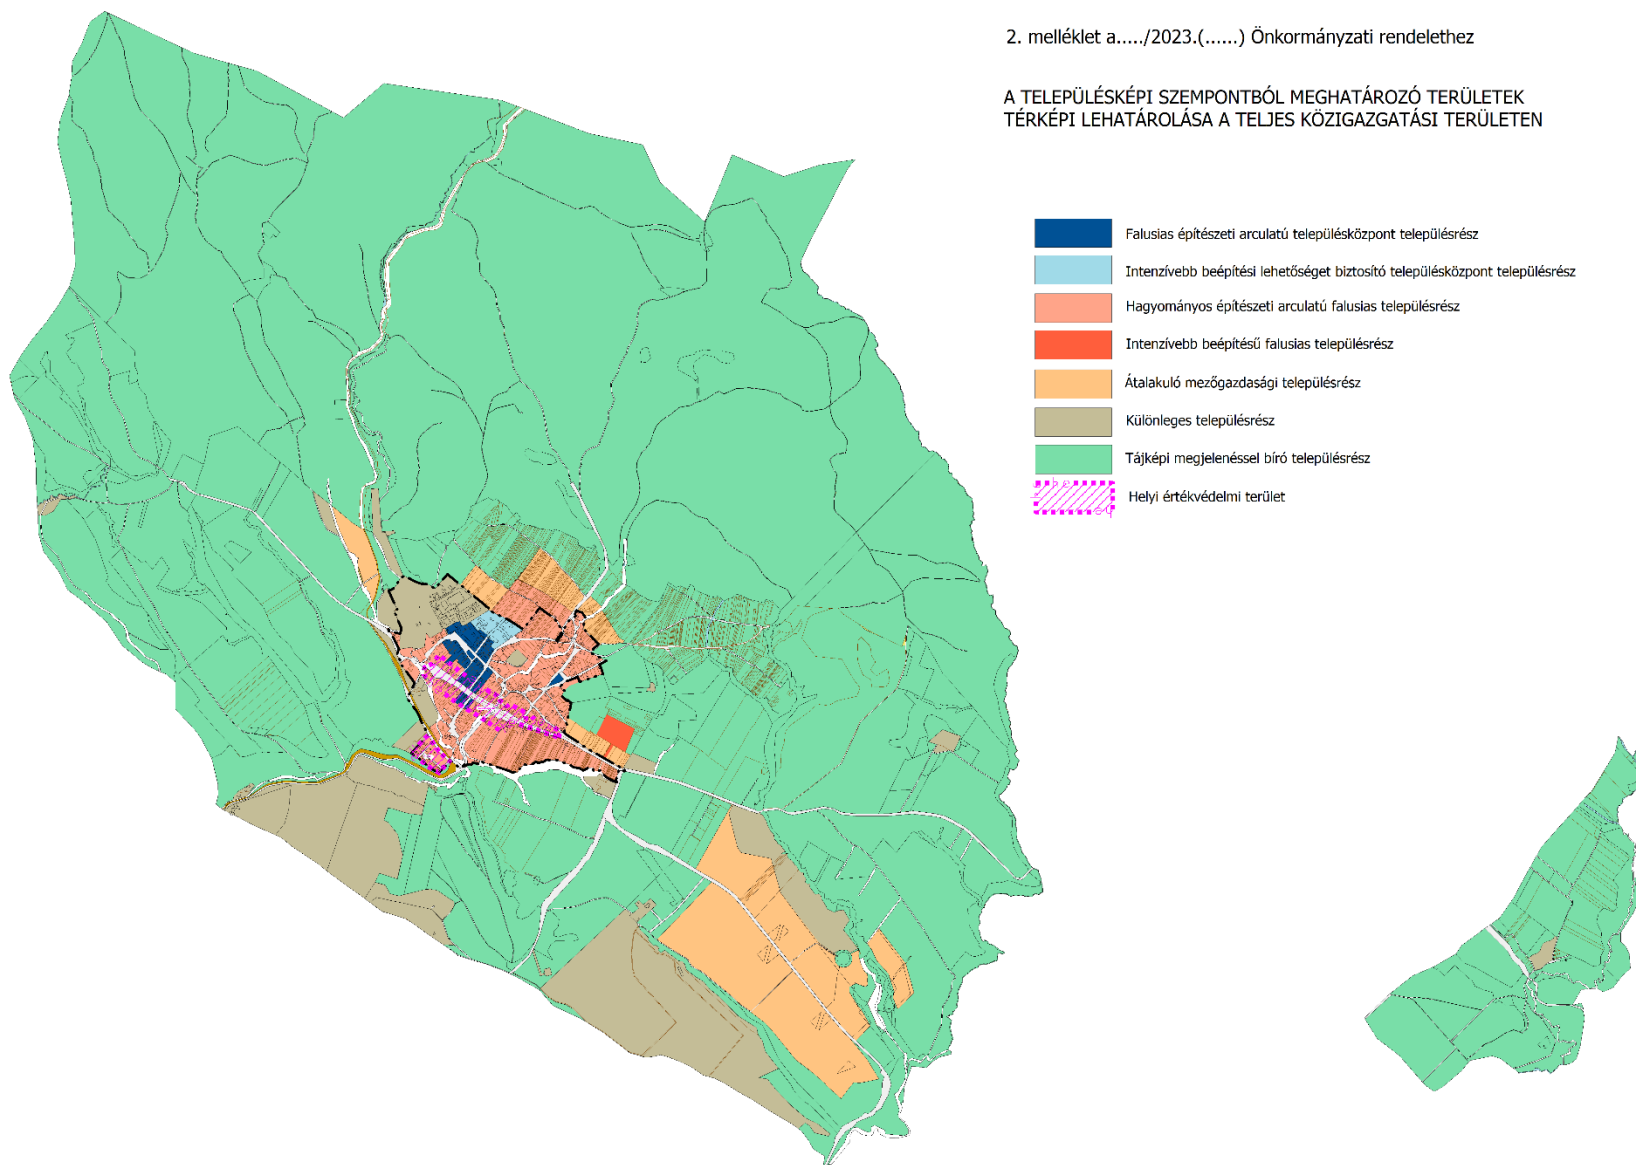 2. melléklet a...../2023.(......) Önkormányzati rendelethez
A TELEPÜLÉSKÉPI SZEMPONTBÓL MEGHATÁROZÓ TERÜLETEK
TÉRKÉPI LEHATÁROLÁSA A TELJES KÖZIGAZGATÁSI TERÜLETEN
Falusias építészeti arculatú településközpont településrész
Intenzívebb beépítési lehetőséget biztosító településközpont településrész
Hagyományos építészeti arculatú falusias településrész
Intenzívebb beépítésű falusias településrész
Átalakuló mezőgazdasági településrész
Különleges településrész
Tájképi megjelenéssel bíró településrész
Helyi értékvédelmi terület